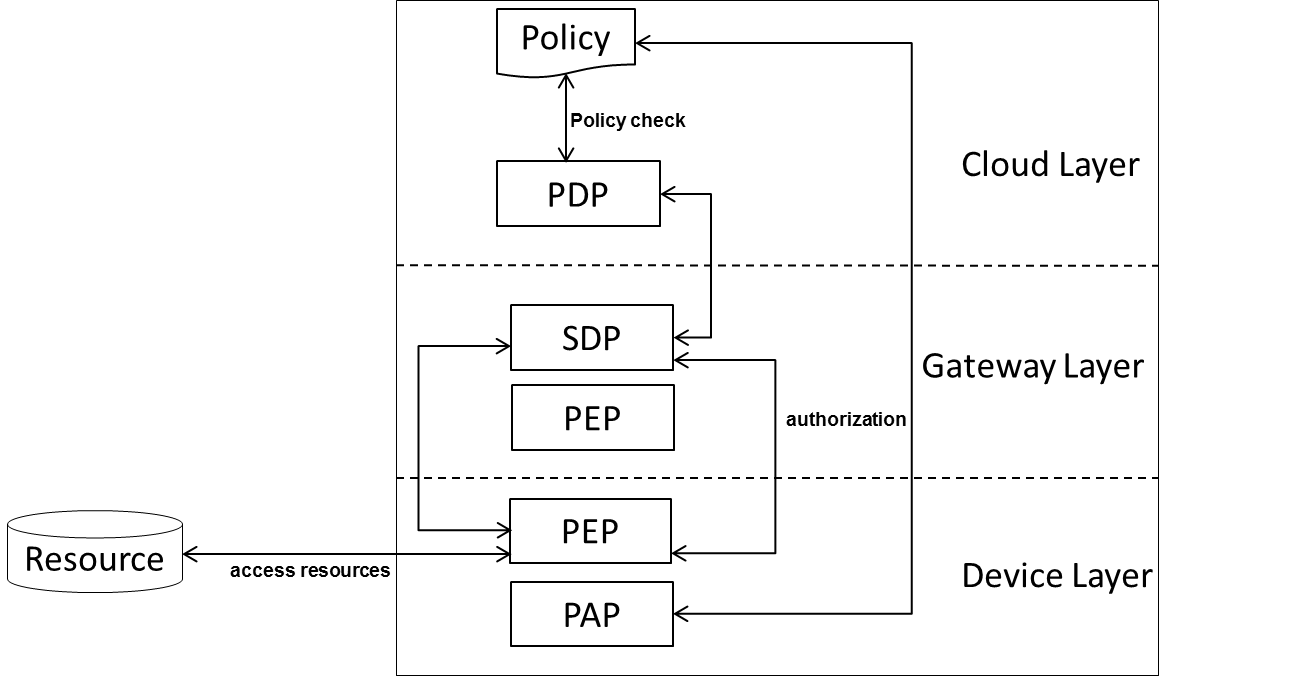 Policy
Policy check
Cloud Layer
PDP
SDP
Gateway Layer
PEP
authorization
PEP
Resource
access resources
Device Layer
PAP